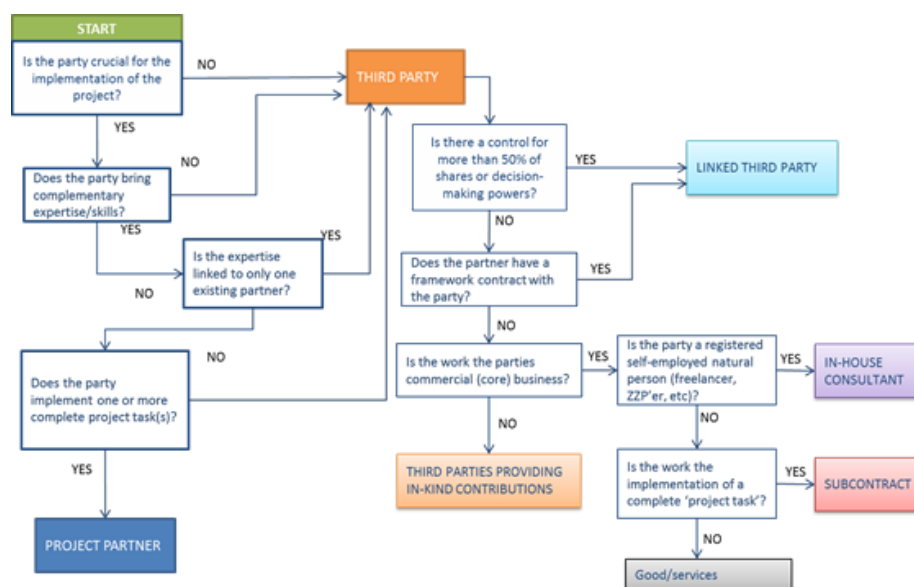 START
Is the party crucial for the
implementation of the
project?
NO
YES
THIRD PARTY
Does the party bring
complementary
expertise/skills?
NO
YES
Is the expertise
linked to only one
existing partner?
YES
NO
NO
Does the party
implement one or more
complete project task(s)?
YES
PROJECT PARTNER
Is there a control for
more than 50% of
shares or decision-
making powers?
YES
LINKED THIRD PARTY
NO
Does the partner have a
framework contract with
the party?
YES
NO
Is the work the parties
commercial (core) business?
YES
NO
THIRD PARTIES PROVIDING
IN-KIND CONTRIBUTIONS
Is the party a registered
self-employed natural
person (freelancer,
ZZP'er, etc)?
YES
IN-HOUSE
CONSULTANT
NO
Is the work the
implementation of a
complete 'project task'?
YES
SUBCONTRACT
NO
Good/services